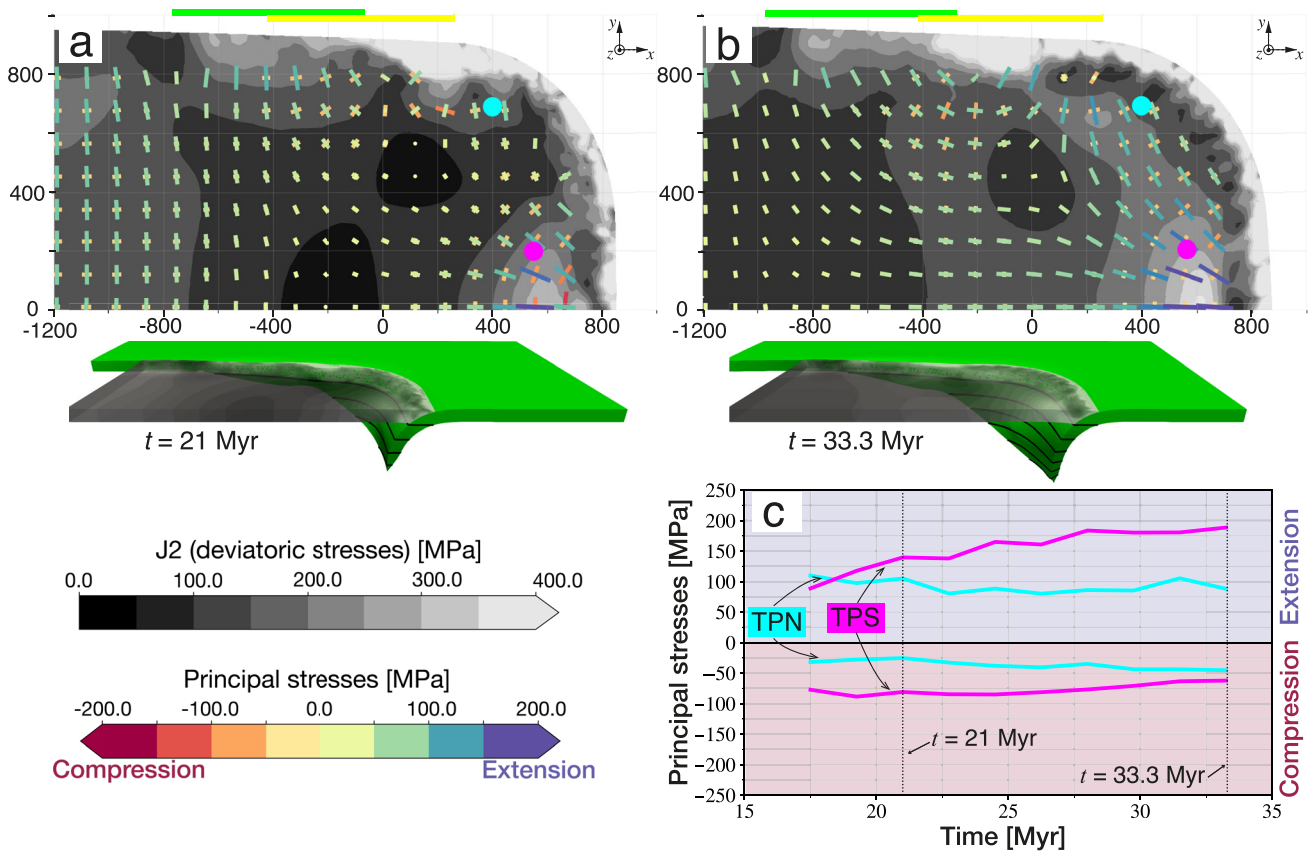 a
y
z
x
800
400
0
-1200
-800
-400
0
400
800
b
y
z
x
800
400
0
-1200
-800
-400
0
400
800
t = 21 Myr
t = 33.3 Myr
J2 (deviatoric stresses) [MPa]
0.0 100.0 200.0 300.0 400.0
Principal stresses [MPa]
-200.0 -100.0 0.0 100.0 200.0
Compression Extension
c
Principal stresses [MPa]
250
200
150
100
50
0
−50
−100
−150
−200
−250
TPN
TPS
t = 21 Myr
t = 33.3 Myr
Extension
Compression
15 20 25 30 35
Time [Myr]